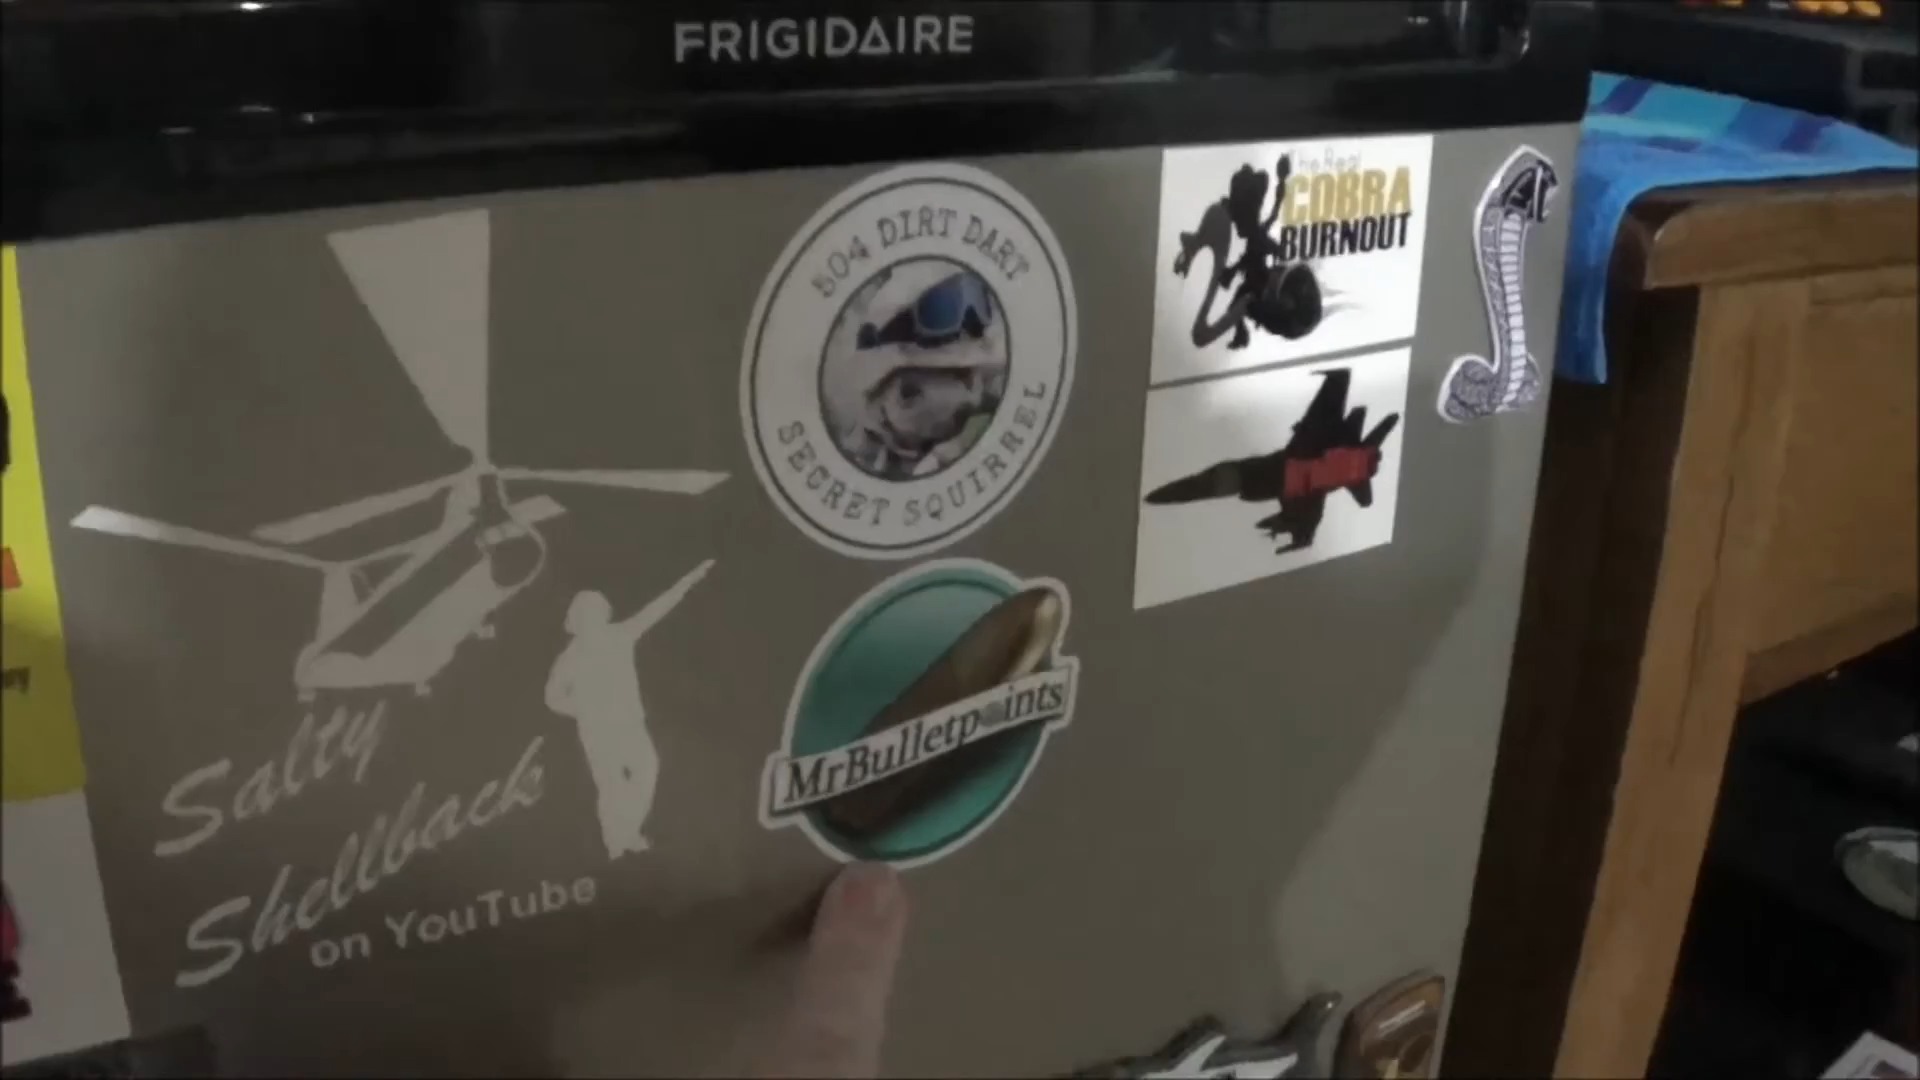 FRIGIDAIRE
504 DIRT DART
SECRET SQUIRREL
The Real
COBRA
BURNOUT
MrBulletpoints
Salty
Shellback
on YouTube